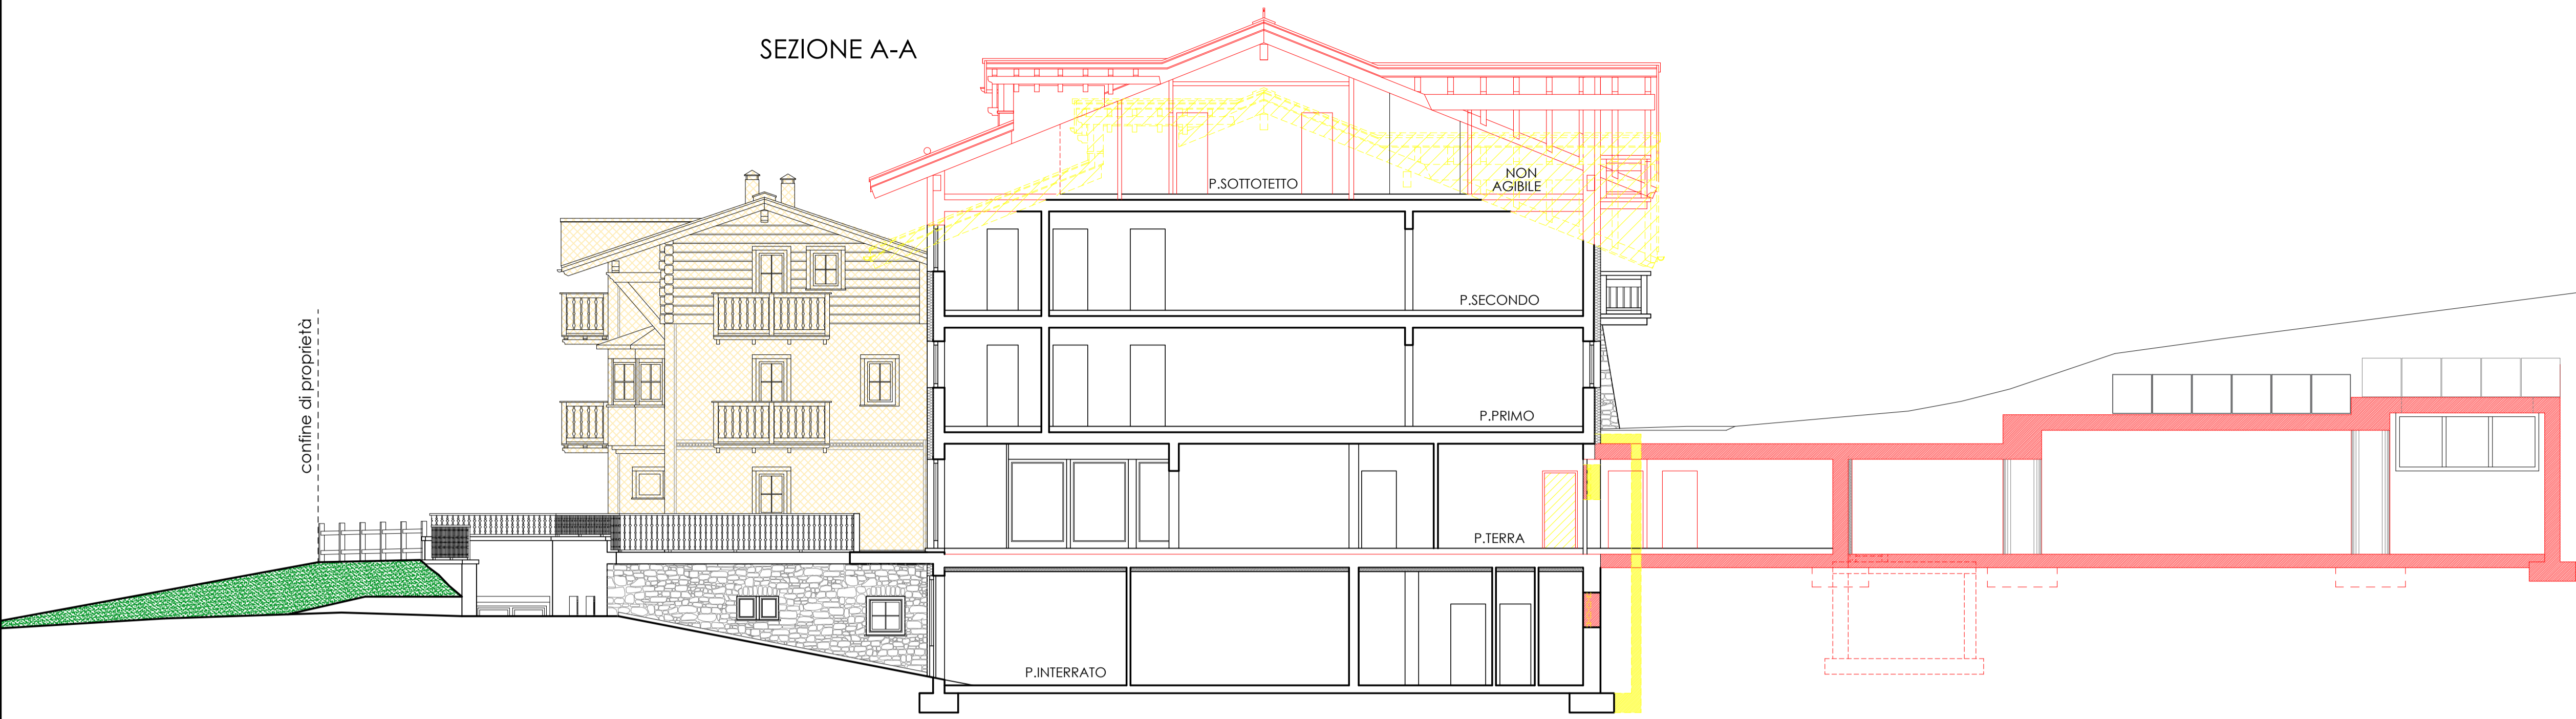 SEZIONE A-A
P.SOTTOTETTO
NON
AGIBILE
P.SECONDO
confine di proprietà
P.PRIMO
P.TERRA
P.INTERRATO